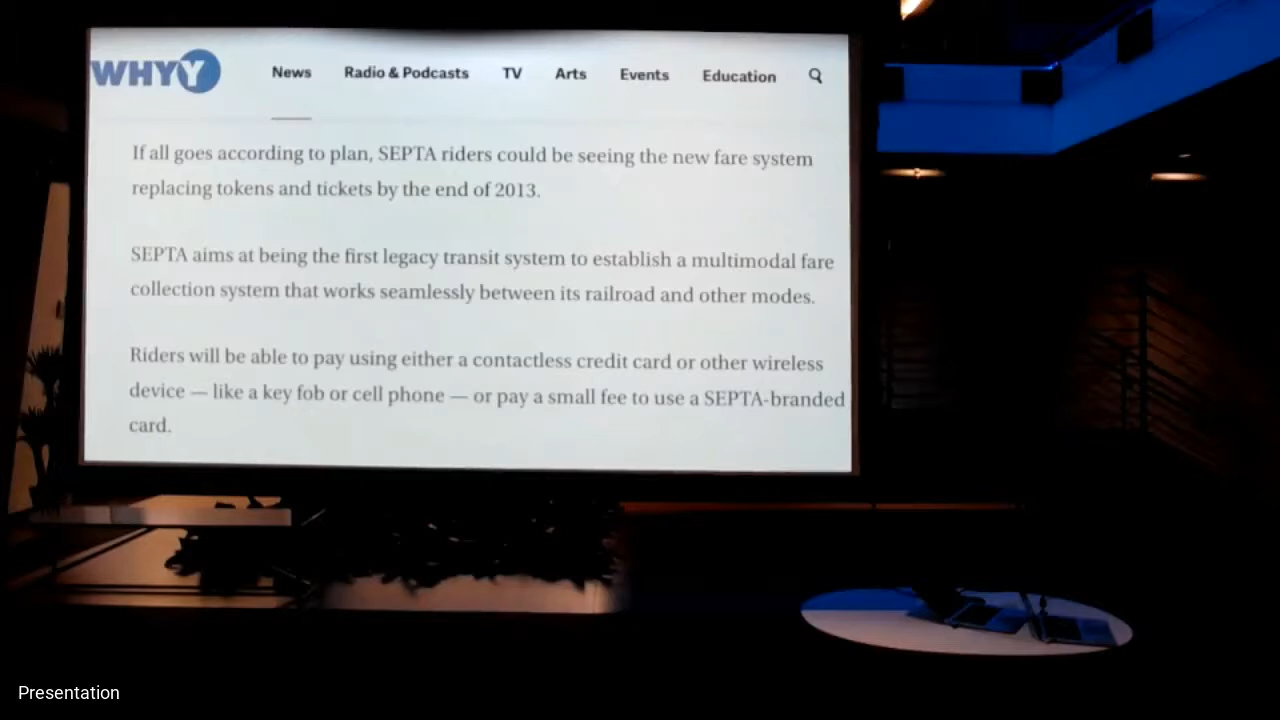 WHYY
News Radio & Podcasts TV Arts Events Education
If all goes according to plan, SEPTA riders could be seeing the new fare system
replacing tokens and tickets by the end of 2013.
SEPTA aims at being the first legacy transit system to establish a multimodal fare
collection system that works seamlessly between its railroad and other modes.
Riders will be able to pay using either a contactless credit card or other wireless
device — like a key fob or cell phone — or pay a small fee to use a SEPTA-branded
card.
Presentation